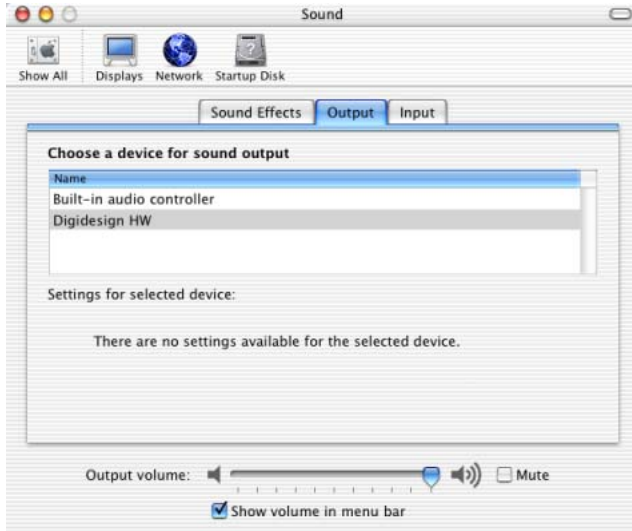 Sound
Show All Displays Network Startup Disk
Sound Effects Output Input
Choose a device for sound output
Name
Built-in audio controller
Digidesign HW
Settings for selected device:
There are no settings available for the selected device.
Output volume: Mute
Show volume in menu bar